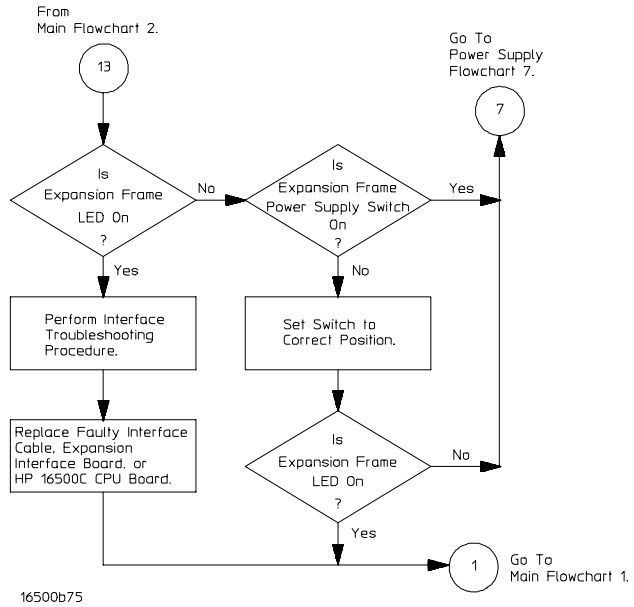 From
Main Flowchart 2.
13
Go To
Power Supply
Flowchart 7.
7
Is
Expansion Frame
LED On
?
No
Is
Expansion Frame
Power Supply Switch
On
?
Yes
Yes
No
Perform Interface
Troubleshooting
Procedure.
Set Switch to
Correct Position.
Replace Faulty Interface
Cable, Expansion
Interface Board, or
HP 16500C CPU Board.
Is
Expansion Frame
LED On
?
No
Yes
1
Go To
Main Flowchart 1.
16500b75